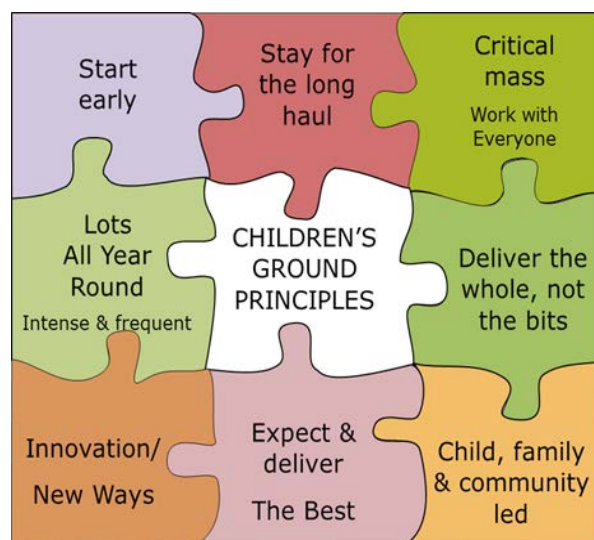 Start
early
Stay for
the long
haul
Critical
mass
Work with
Everyone
Lots
All Year
Round
Intense & frequent
CHILDREN'S
GROUND
PRINCIPLES
Deliver the
whole, not
the bits
Innovation/
New Ways
Expect &
deliver
The Best
Child, family
& community
led